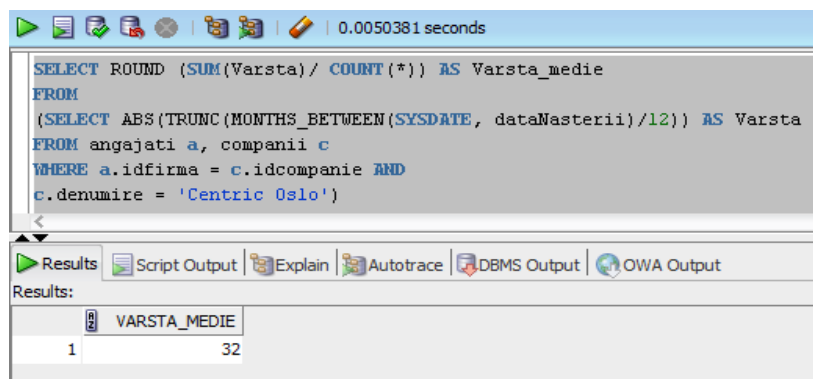 0.0050381 seconds
SELECT ROUND (SUM(Varsta)/ COUNT(*)) AS Varsta_medie
FROM
(SELECT ABS(TRUNC(MONTHS_BETWEEN(SYSDATE, dataNasterii)/12)) AS Varsta
FROM angajati a, companii c
WHERE a.idfirma = c.idcompanie AND
c.denumire = 'Centric Oslo')
Results Script Output Explain Autotrace DBMS Output OWA Output
Results:
VARSTA_MEDIE
1 32